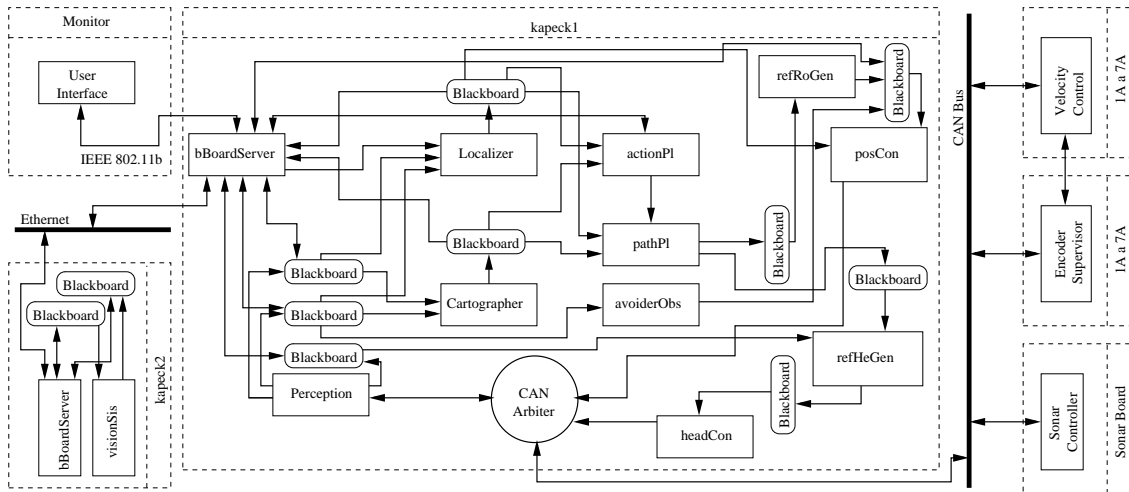 Monitor
User
Interface
IEEE 802.11b
Ethernet
Blackboard
Blackboard
bBoardServer
visionSis
kapeck2
kapeck1
bBoardServer
Blackboard
Localizer
Blackboard
Cartographer
Blackboard
Blackboard
Blackboard
Perception
actionPl
pathPl
avoiderObs
Blackboard
refRoGen
Blackboard
posCon
Blackboard
refHeGen
Blackboard
headCon
CAN
Arbiter
CAN Bus
Velocity
Control
1A a 7A
Encoder
Supervisor
1A a 7A
Sonar
Controller
Sonar Board